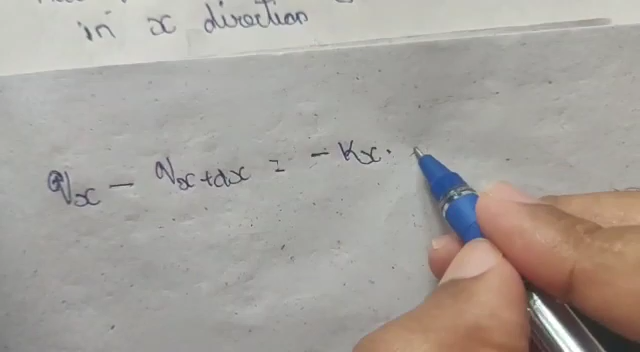 in x direction
qx - qx+dx = - Kx.